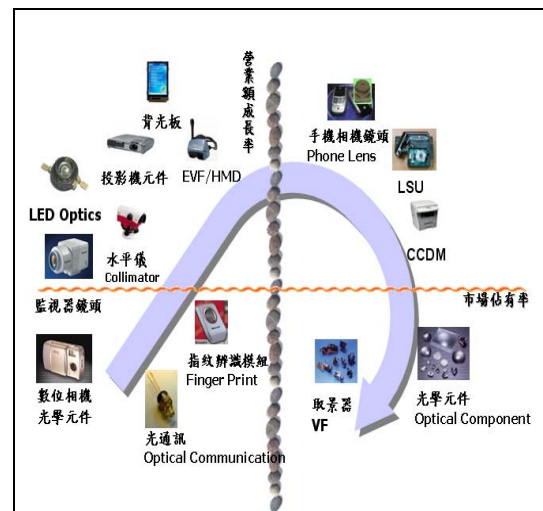 營業額成長率
背光板
投影機元件
EVF/HMD
LED Optics
水平儀
Collimator
監視器鏡頭
數位相機
光學元件
指紋辨識模組
Finger Print
光通訊
Optical Communication
手機相機鏡頭
Phone Lens
LSU
CCDM
市場佔有率
取景器
VF
光學元件
Optical Component